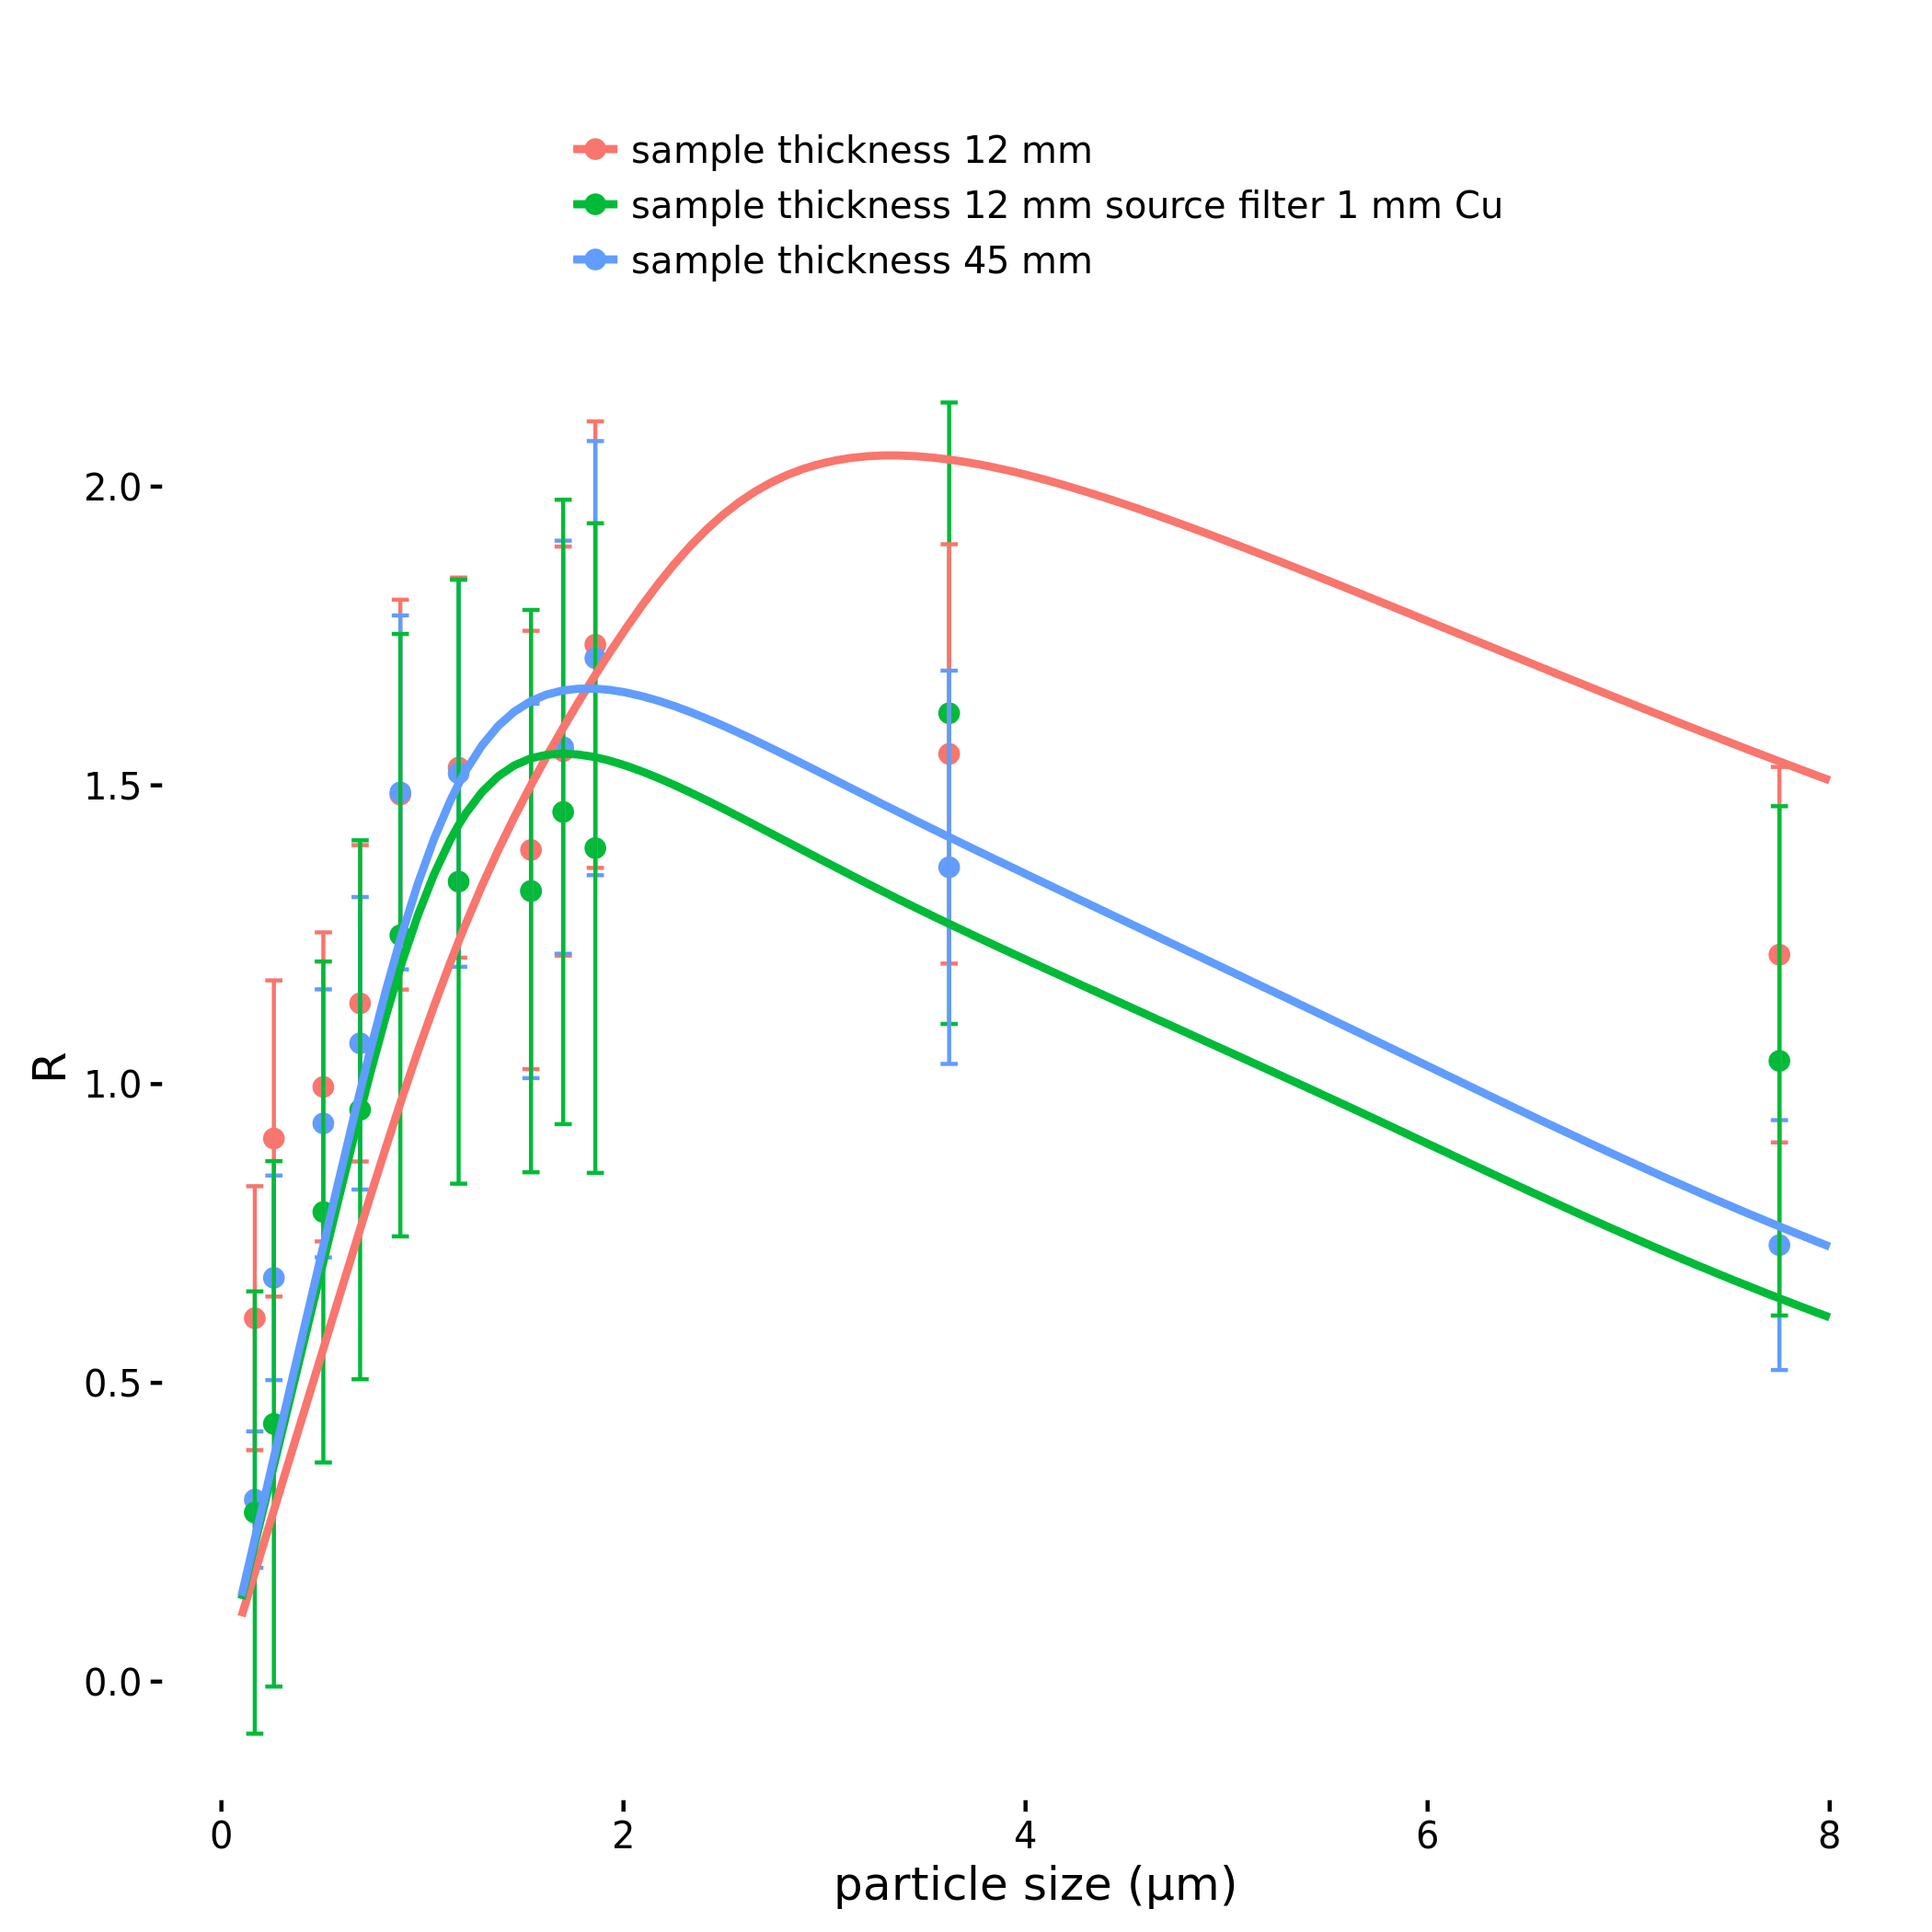 sample thickness 12 mm
sample thickness 12 mm source filter 1 mm Cu
sample thickness 45 mm
2.0
1.5
R
1.0
0.5
0.0
0 2 4 6 8
particle size (µm)